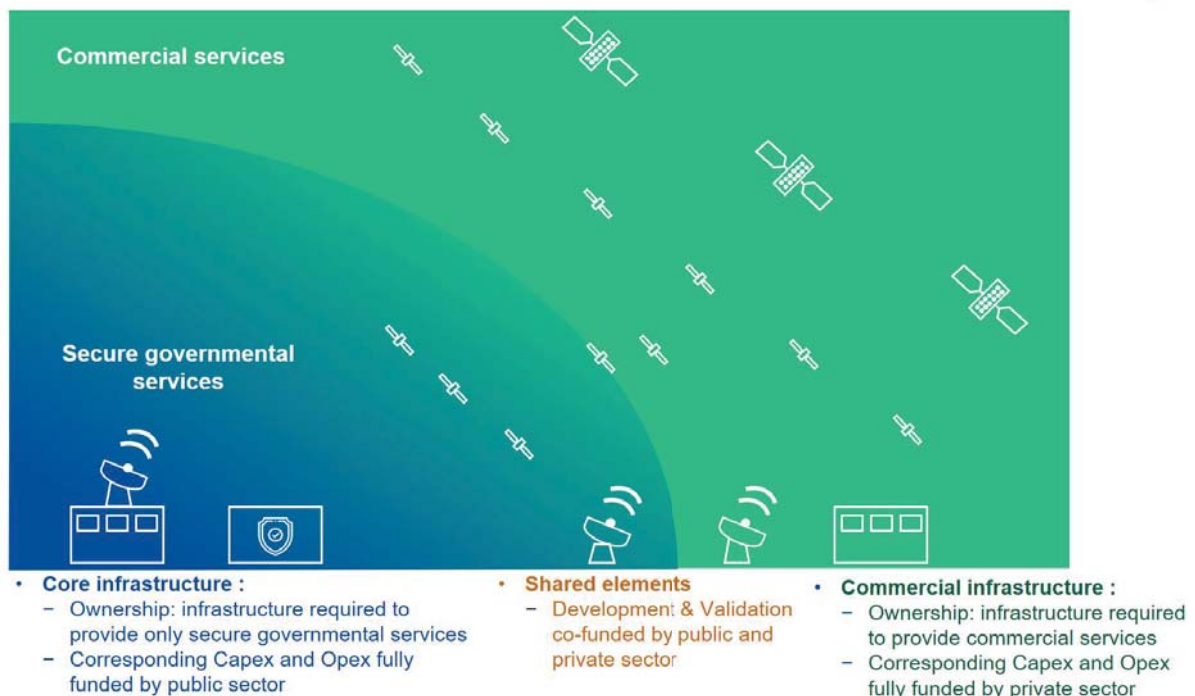 Commercial services
Secure governmental
services
• Core infrastructure :
− Ownership: infrastructure required to
provide only secure governmental services
− Corresponding Capex and Opex fully
funded by public sector
• Shared elements
− Development & Validation
co-funded by public and
private sector
• Commercial infrastructure :
− Ownership: infrastructure required
to provide commercial services
− Corresponding Capex and Opex
fully funded by private sector